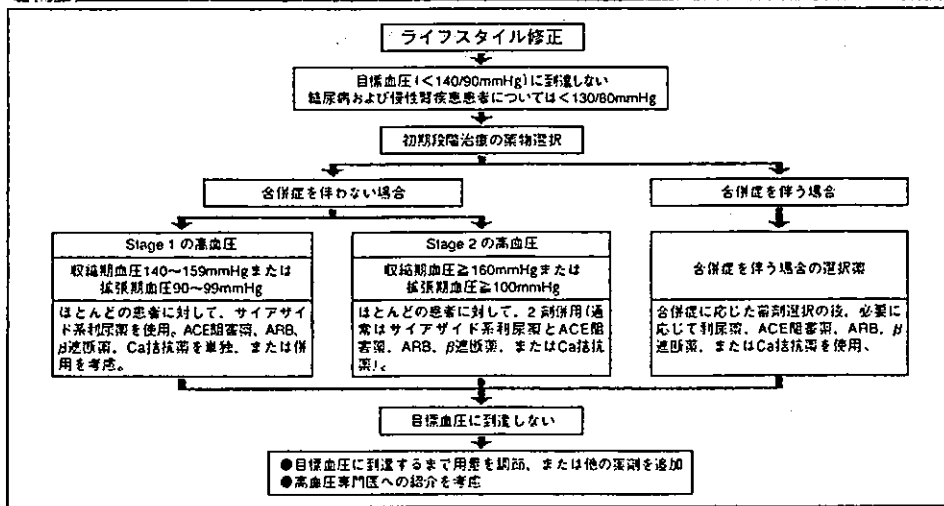 ライフスタイル修正
目標血圧(<140/90mmHg)に到達しない
糖尿病および慢性腎疾患患者については<130/80mmHg
初期段階治療の薬物選択
合併症を伴わない場合
合併症を伴う場合
Stage 1 の高血圧
収縮期血圧140~159mmHgまたは
拡張期血圧90~99mmHg
ほとんどの患者に対して、サイアザイ
ド系利尿薬を使用。ACE阻害薬、ARB、
β遮断薬、Ca拮抗薬を単独、または併
用を考慮。
Stage 2 の高血圧
収縮期血圧≧160mmHgまたは
拡張期血圧≧100mmHg
ほとんどの患者に対して、2剤併用(通
常はサイアザイド系利尿薬とACE阻
害薬、ARB、β遮断薬、またはCa拮抗
薬)。
合併症を伴う場合の選択薬
合併症に応じた薬剤選択の後、必要に
応じて利尿薬、ACE阻害薬、ARB、β
遮断薬、またはCa拮抗薬を使用、
目標血圧に到達しない
●目標血圧に到達するまで用量を調節、または他の薬剤を追加
●高血圧専門医への紹介を考慮